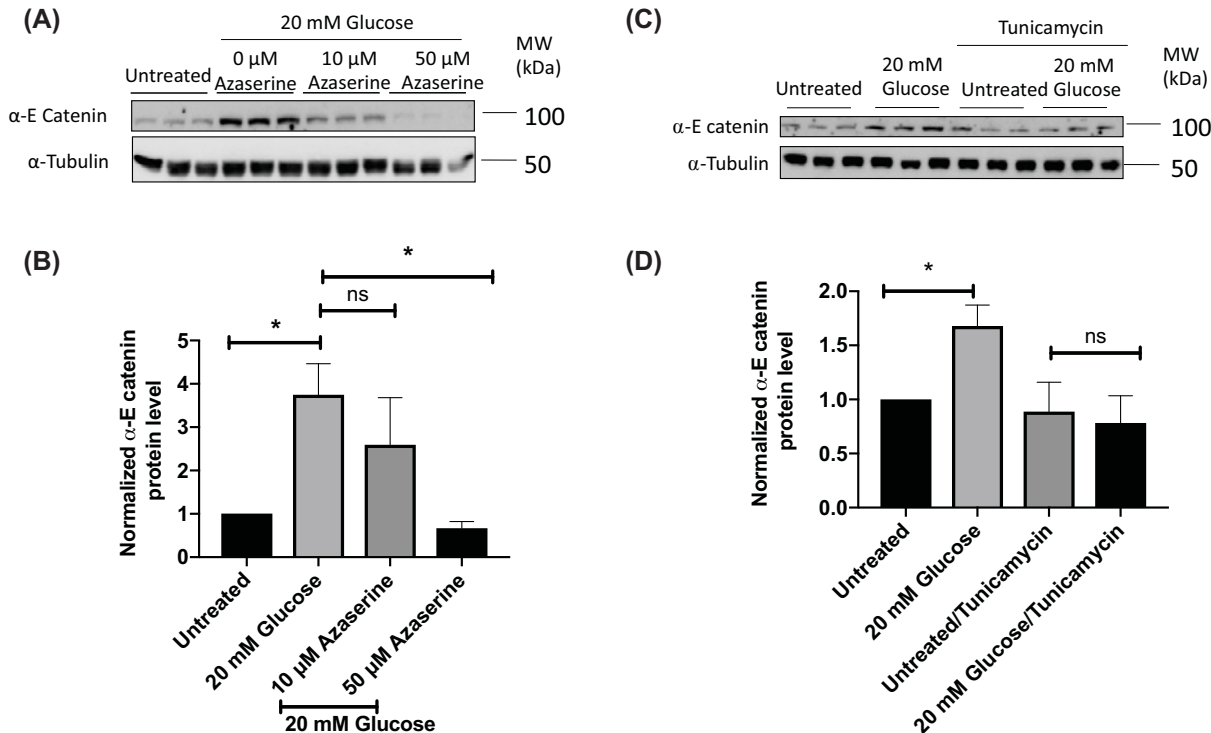 (A)
20 mM Glucose
MW
(kDa)
0 μM
10 μM
50 μM
Untreated
Azaserine
Azaserine
Azaserine
α-E Catenin
100
α-Tubulin
50
(B)
*
ns
*
Normalized α-E catenin
protein level
5
4
3
2
1
0
Untreated
20 mM Glucose
10 μM Azaserine
50 μM Azaserine
20 mM Glucose
(C)
Tunicamycin
MW
(kDa)
20 mM
Glucose
20 mM
Glucose
Untreated
Untreated
α-E catenin
100
α-Tubulin
50
(D)
*
ns
Normalized α-E catenin
protein level
2.0
1.5
1.0
0.5
0.0
Untreated
20 mM Glucose
Untreated/Tunicamycin
20 mM Glucose/Tunicamycin